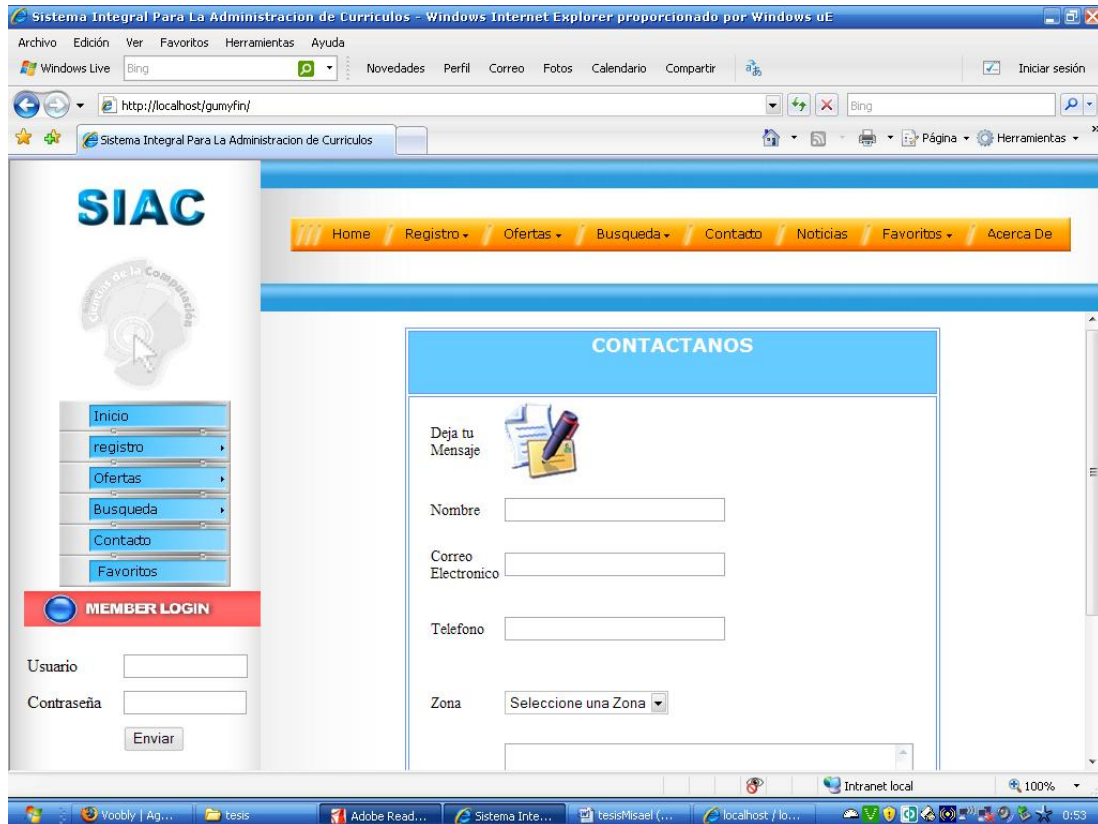 Sistema Integral Para La Administracion de Curriculos - Windows Internet Explorer proporcionado por Windows uE
Archivo Edición Ver Favoritos Herramientas Ayuda
Windows Live Bing Novedades Perfil Correo Fotos Calendario Compartir Iniciar sesión
http://localhost/gumyfin/ Bing
Sistema Integral Para La Administracion de Curriculos Página Herramientas
SIAC
Home Registro Ofertas Busqueda Contacto Noticias Favoritos Acerca De
Ciencias de la Computación
CONTACTANOS
Inicio
registro
Ofertas
Busqueda
Contacto
Favoritos
MEMBER LOGIN
Usuario
Contraseña
Enviar
Deja tu
Mensaje
Nombre
Correo
Electronico
Telefono
Zona Seleccione una Zona
Intranet local 100%
Voobly | Ag... tesis Adobe Read... Sistema Inte... tesisMisael (... localhost / lo... 0:53